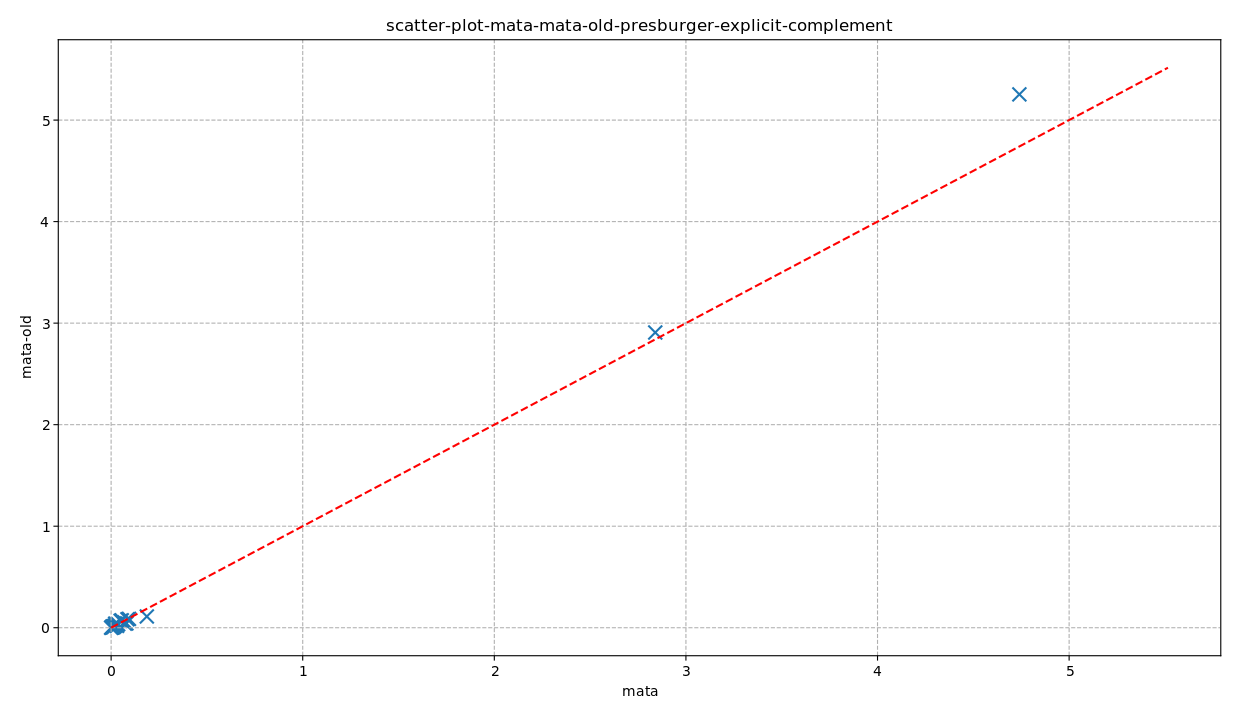 scatter-plot-mata-mata-old-presburger-explicit-complement
mata-old
5
4
3
2
1
0
0 1 2 3 4 5
mata